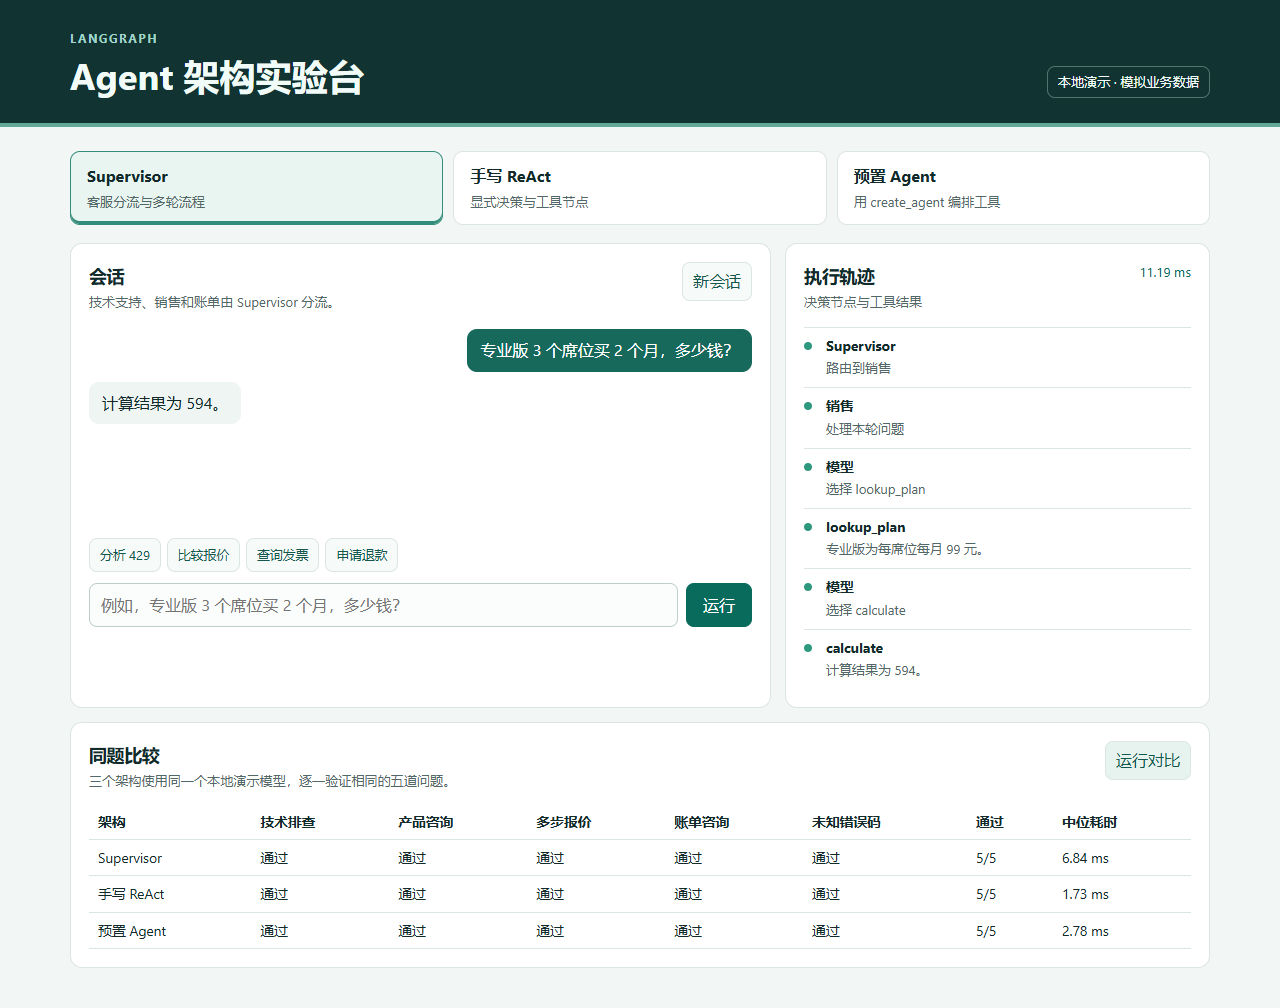 LANGGRAPH
Agent 架构实验台
本地演示 · 模拟业务数据
Supervisor
客服分流与多轮流程
手写 ReAct
显式决策与工具节点
预置 Agent
用 create_agent 编排工具
会话
新会话
技术支持、销售和账单由 Supervisor 分流。
专业版 3 个席位买 2 个月，多少钱？
计算结果为 594。
分析 429
比较报价
查询发票
申请退款
例如，专业版 3 个席位买 2 个月，多少钱？
运行
执行轨迹
11.19 ms
决策节点与工具结果
Supervisor
路由到销售
销售
处理本轮问题
模型
选择 lookup_plan
lookup_plan
专业版为每席位每月 99 元。
模型
选择 calculate
calculate
计算结果为 594。
同题比较
运行对比
三个架构使用同一个本地演示模型，逐一验证相同的五道问题。
架构 技术排查 产品咨询 多步报价 账单咨询 未知错误码 通过 中位耗时
Supervisor 通过 通过 通过 通过 通过 5/5 6.84 ms
手写 ReAct 通过 通过 通过 通过 通过 5/5 1.73 ms
预置 Agent 通过 通过 通过 通过 通过 5/5 2.78 ms